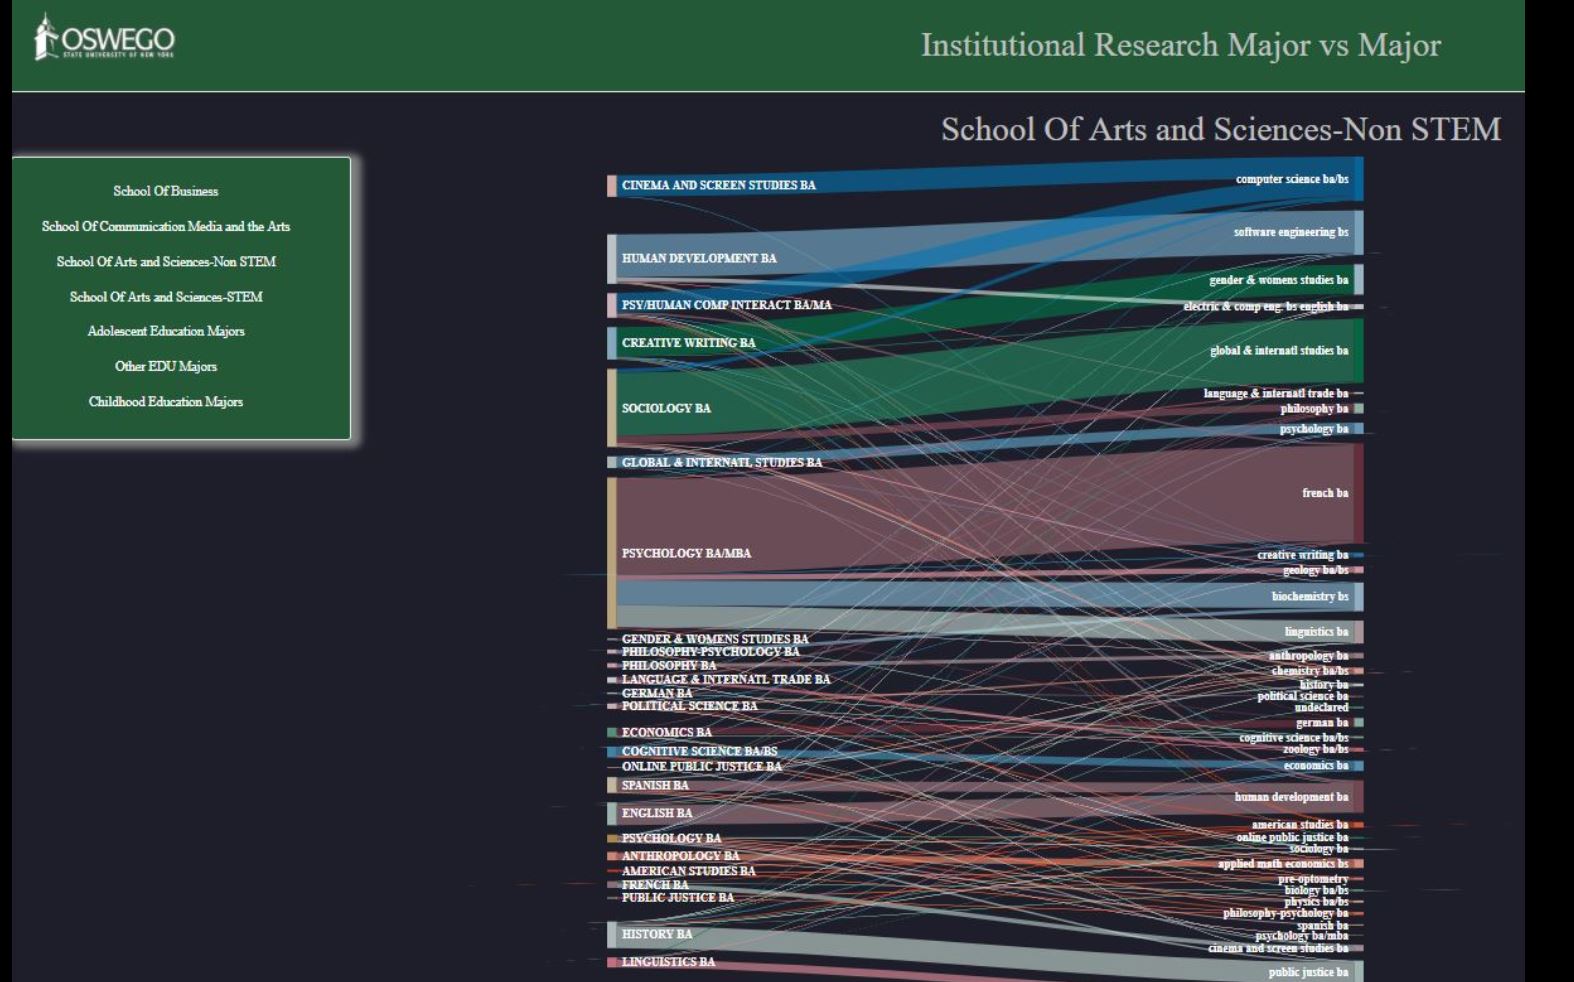 OSWEGO
STATE UNIVERSITY OF NEW YORK
Institutional Research Major vs Major
School Of Arts and Sciences-Non STEM
School Of Business
School Of Communication Media and the Arts
School Of Arts and Sciences-Non STEM
School Of Arts and Sciences-STEM
Adolescent Education Majors
Other EDU Majors
Childhood Education Majors
CINEMA AND SCREEN STUDIES BA
HUMAN DEVELOPMENT BA
PSY/HUMAN COMP INTERACT BA/MA
CREATIVE WRITING BA
SOCIOLOGY BA
GLOBAL & INTERNATL STUDIES BA
PSYCHOLOGY BA/MBA
GENDER & WOMENS STUDIES BA
PHILOSOPHY-PSYCHOLOGY BA
PHILOSOPHY BA
LANGUAGE & INTERNATL TRADE BA
GERMAN BA
POLITICAL SCIENCE BA
ECONOMICS BA
COGNITIVE SCIENCE BA/BS
ONLINE PUBLIC JUSTICE BA
SPANISH BA
ENGLISH BA
PSYCHOLOGY BA
ANTHROPOLOGY BA
AMERICAN STUDIES BA
FRENCH BA
PUBLIC JUSTICE BA
HISTORY BA
LINGUISTICS BA
computer science ba/bs
software engineering bs
gender & womens studies ba
electric & comp eng. bs english ba
global & internatl studies ba
language & internatl trade ba
philosophy ba
psychology ba
french ba
creative writing ba
geology ba/bs
biochemistry bs
linguistics ba
anthropology ba
chemistry ba/bs
history ba
political science ba
undeclared
german ba
cognitive science ba/bs
zoology ba/bs
economics ba
human development ba
american studies ba
online public justice ba
sociology ba
applied math economics bs
pre-optometry
biology ba/bs
physics ba/bs
philosophy-psychology ba
spanish ba
psychology ba/mba
cinema and screen studies ba
public justice ba